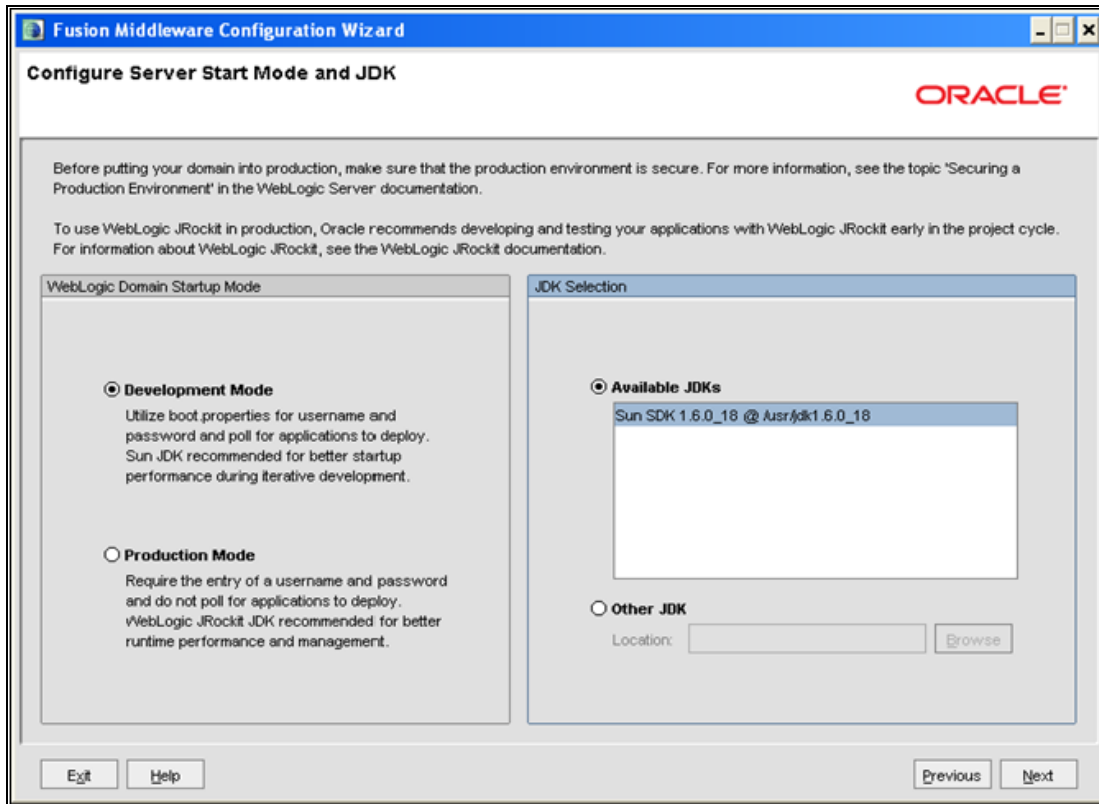 Fusion Middleware Configuration Wizard
Configure Server Start Mode and JDK
ORACLE
Before putting your domain into production, make sure that the production environment is secure. For more information, see the topic 'Securing a
Production Environment' in the WebLogic Server documentation.
To use WebLogic JRockit in production, Oracle recommends developing and testing your applications with WebLogic JRockit early in the project cycle.
For information about WebLogic JRockit, see the WebLogic JRockit documentation.
WebLogic Domain Startup Mode
Development Mode
Utilize boot.properties for username and
password and poll for applications to deploy.
Sun JDK recommended for better startup
performance during iterative development.
Production Mode
Require the entry of a username and password
and do not poll for applications to deploy.
WebLogic JRockit JDK recommended for better
runtime performance and management.
JDK Selection
Available JDKs
Sun SDK 1.6.0_18 @ /usr/jdk1.6.0_18
Other JDK
Location:
Browse
Exit
Help
Previous
Next